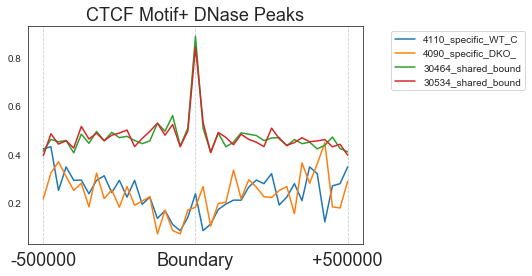 CTCF Motif+ DNase Peaks
4110_specific_WT_C
4090_specific_DKO_
30464_shared_bound
30534_shared_bound
0.8
0.6
0.4
0.2
-500000 Boundary +500000